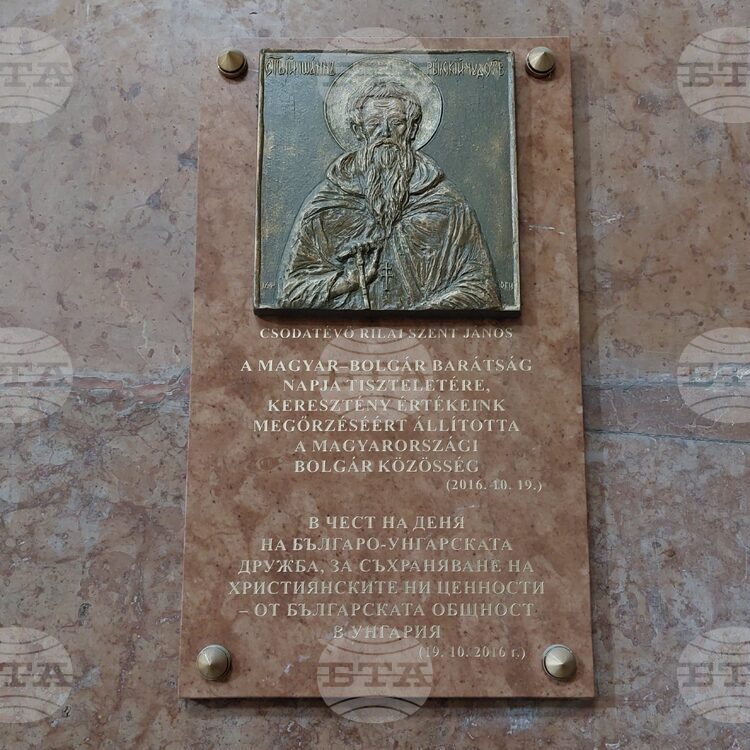 CSODATÉVŐ RILAI SZENT JÁNOS
A MAGYAR–BOLGÁR BARÁTSÁG
NAPJA TISZTELETÉRE,
KERESZTÉNY ÉRTÉKEINK
MEGŐRZÉSÉÉRT ÁLLÍTOTTA
A MAGYARORSZÁGI
BOLGÁR KÖZÖSSÉG
(2016. 10. 19.)
В ЧЕСТ НА ДЕНЯ
НА БЪЛГАРО-УНГАРСКАТА
ДРУЖБА, ЗА СЪХРАНЯВАНЕ НА
ХРИСТИЯНСКИТЕ НИ ЦЕННОСТИ
– ОТ БЪЛГАРСКАТА ОБЩНОСТ
В УНГАРИЯ
(19. 10. 2016 г.)
БТА